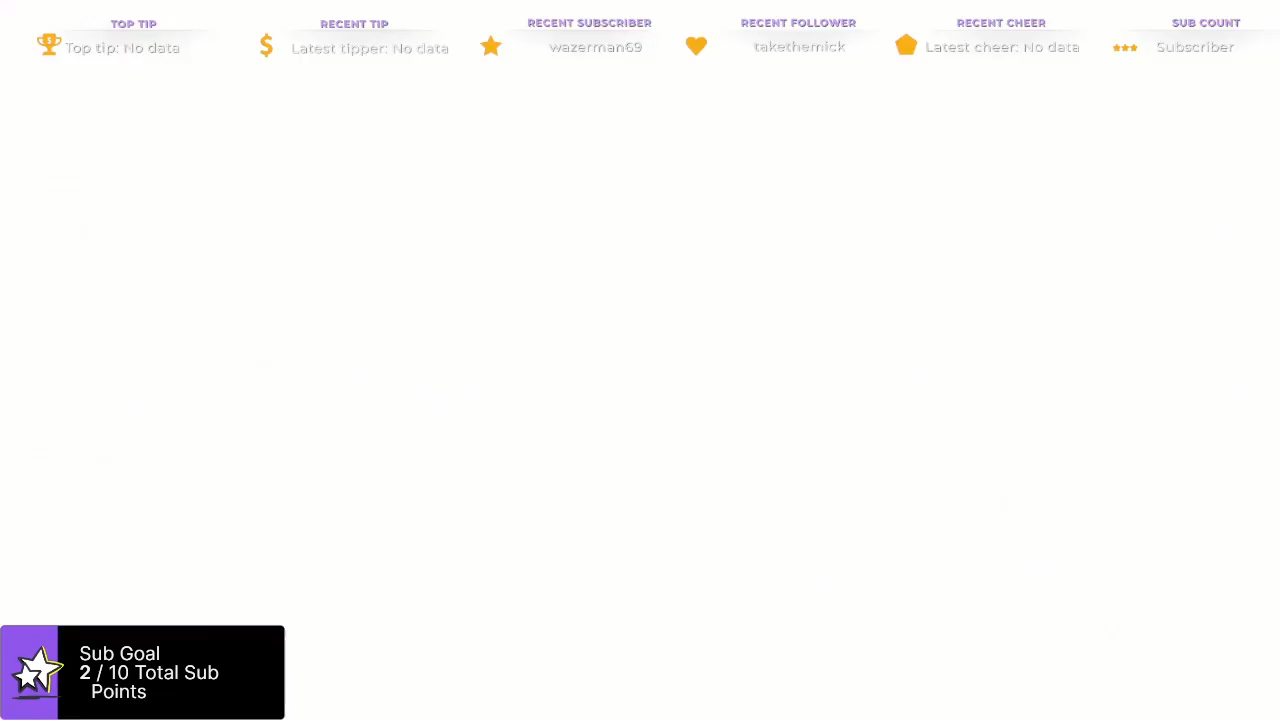 TOP TIP
Top tip: No data
RECENT TIP
Latest tipper: No data
RECENT SUBSCRIBER
wazerman69
RECENT FOLLOWER
takethemick
RECENT CHEER
Latest cheer: No data
SUB COUNT
Subscriber
Sub Goal
2 / 10 Total Sub
Points